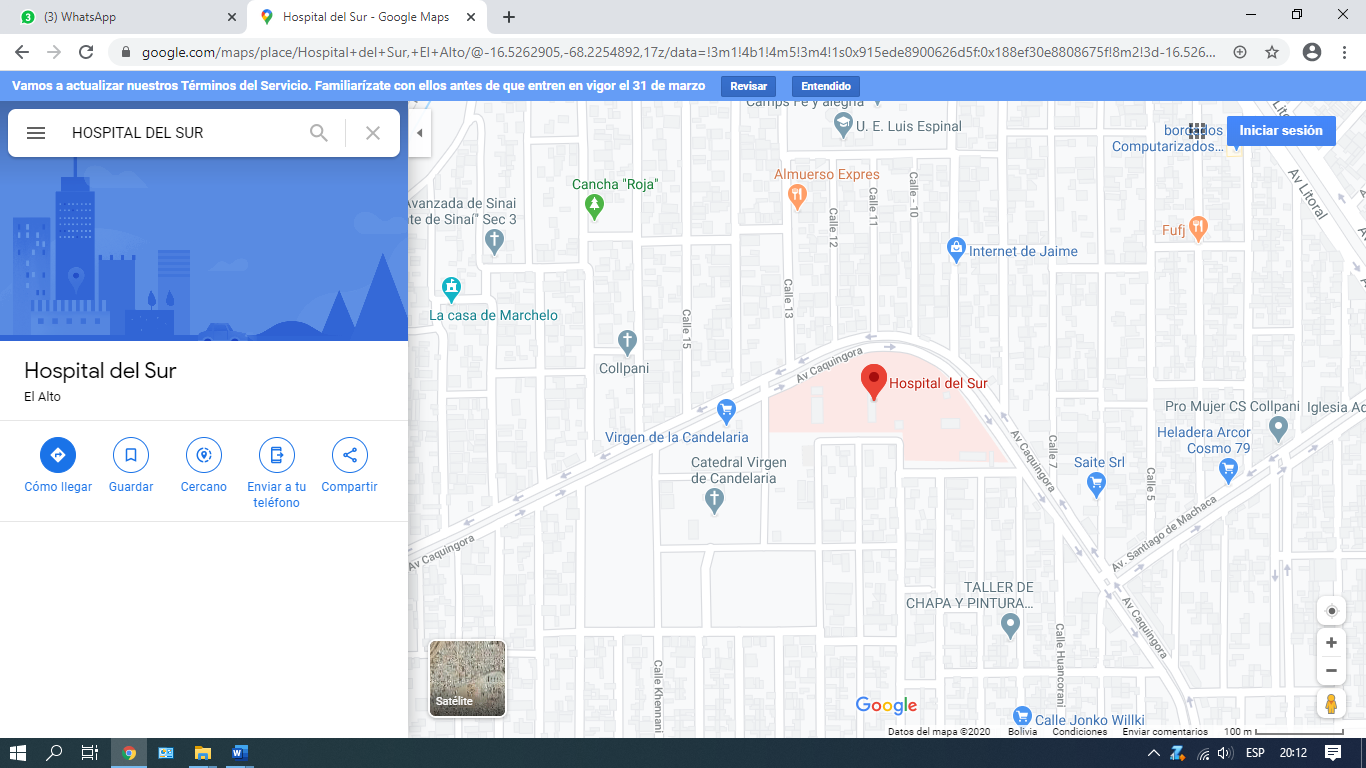 (3) WhatsApp
Hospital del Sur - Google Maps
google.com/maps/place/Hospital+del+Sur,+El+Alto/@-16.5262905,-68.2254892,17z/data=!3m1!4b1!4m5!3m4!1s0x915ede8900626d5f:0x188ef30e8808675f!8m2!3d-16.526...
Vamos a actualizar nuestros Términos del Servicio. Familiarízate con ellos antes de que entren en vigor el 31 de marzo
Revisar
Entendido
HOSPITAL DEL SUR
Hospital del Sur
El Alto
Cómo llegar
Guardar
Cercano
Enviar a tu
teléfono
Compartir
Camps Fe y alegria
U. E. Luis Espinal
bordados
Computarizados...
Iniciar sesión
Almuerso Expres
Cancha "Roja"
Avanzada de Sinai
te de Sinaí" Sec 3
Calle 12
Calle 11
Calle - 10
Av Litoral
Fufj
Internet de Jaime
La casa de Marchelo
Calle 13
Calle 15
Collpani
Av Caquingora
Hospital del Sur
Virgen de la Candelaria
Pro Mujer CS Collpani
Iglesia Ad
Heladera Arcor
Cosmo 79
Catedral Virgen
de Candelaria
Av Caquingora
Calle 7
Saite Srl
Calle 5
Av Caquingora
Av. Santiago de Machaca
TALLER DE
CHAPA Y PINTURA...
Av Caquingora
Calle Huancorani
Calle Khennani
Satélite
Google
Calle Jonko Willki
Datos del mapa ©2020
Bolivia
Condiciones
Enviar comentarios
100 m
ESP
20:12